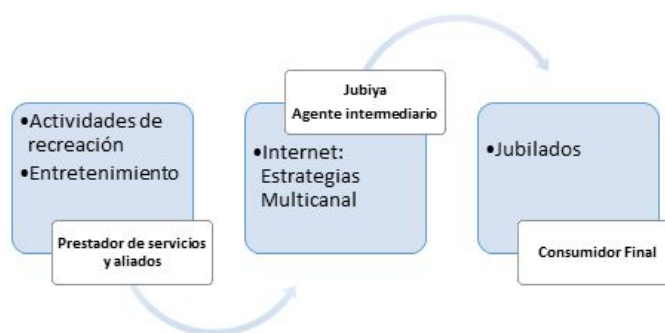 •Actividades de
recreación
•Entretenimiento
Prestador de servicios
y aliados
Jubiya
Agente intermediario
•Internet:
Estrategias
Multicanal
•Jubilados
Consumidor Final